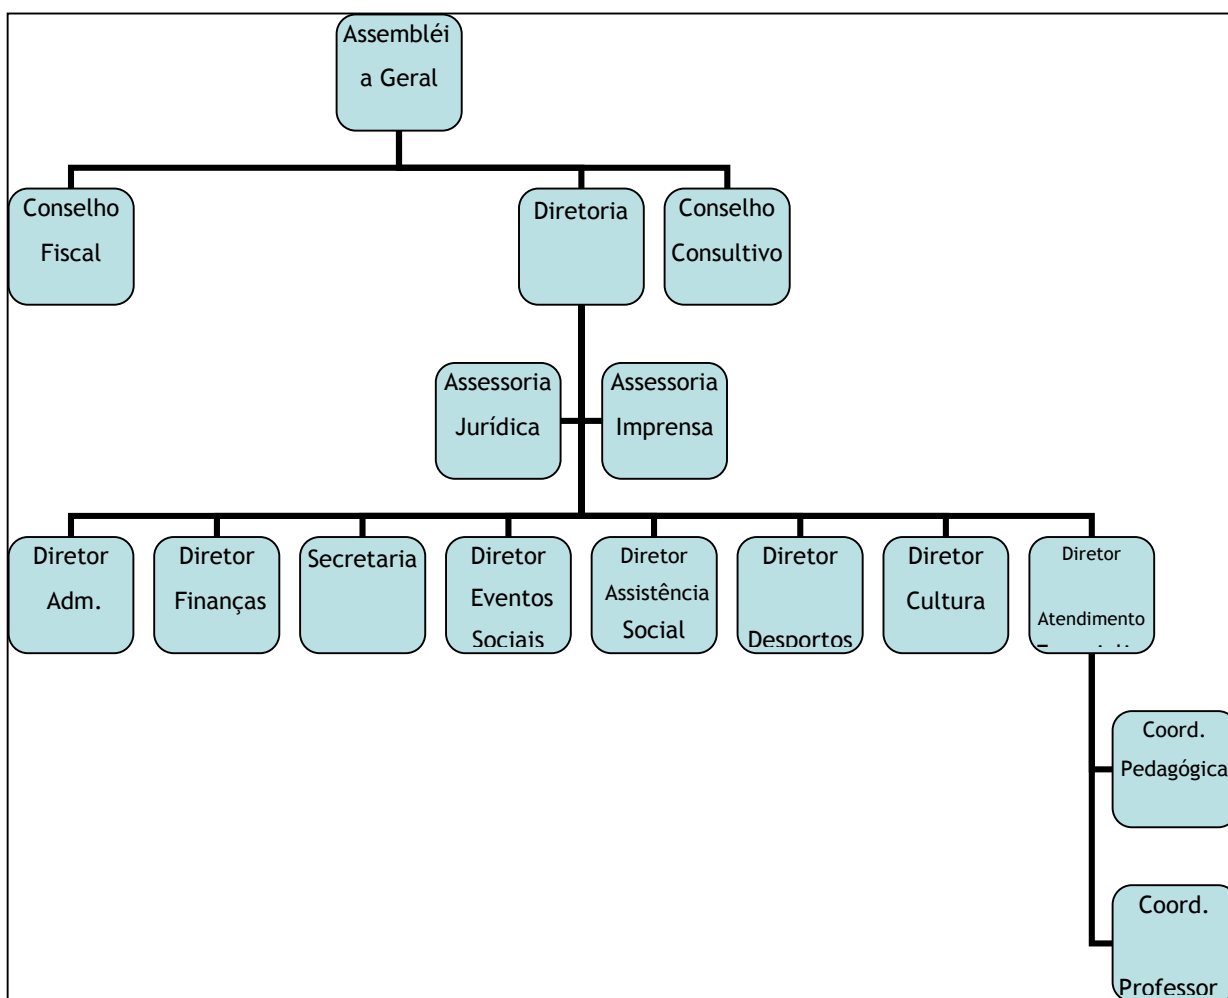 Assembléi
a Geral
Conselho
Fiscal
Diretoria
Conselho
Consultivo
Assessoria
Jurídica
Assessoria
Imprensa
Diretor
Adm.
Diretor
Finanças
Secretaria
Diretor
Eventos
Sociais
Diretor
Assistência
Social
Diretor
Desportos
Diretor
Cultura
Diretor
Atendimento
Coord.
Pedagógica
Coord.
Professor